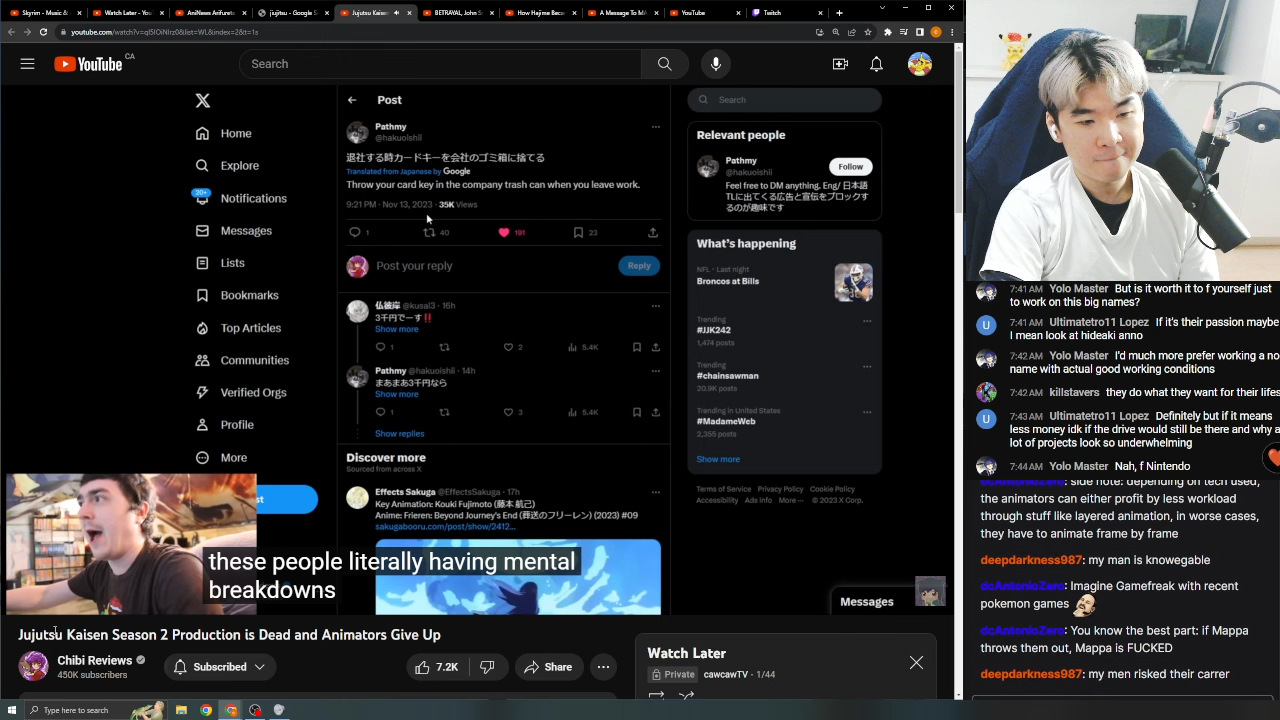 Skyrim - Music &
Watch Later - You
AniNews Arifuret
jiujitsu - Google S
Jujutsu Kaisen
BETRAYAL, John S
How Hajime Beca
A Message To M
YouTube
Twitch
youtube.com/watch?v=
YouTube CA
Search
Post
Search
Pathmy
@hakuoishii
退社する時カードキーを会社のゴミ箱に捨てる
Translated from Japanese by Google
Throw your card key in the company trash can when you leave work.
9:21 PM · Nov 13, 2023 · 35K Views
1 40 191 23
Post your reply
Reply
仏彼岸 @kusal3 · 16h
3千円でーす‼
Show more
1 2 5.4K
Pathmy @hakuoishii · 14h
まあまあ3千円なら
Show more
1 3 5.4K
Show replies
Discover more
Sourced from across X
Effects Sakuga @EffectsSakuga · 17h
Key Animation: Kouki Fujimoto (藤本 航己)
Anime: Frieren: Beyond Journey's End (葬送のフリーレン) (2023) #09
sakugabooru.com/post/show/2412...
Home
Explore
20+
Notifications
Messages
Lists
Bookmarks
Top Articles
Communities
Verified Orgs
Profile
More
Relevant people
Pathmy
@hakuoishii
Follow
Feel free to DM anything. Eng/ 日本語
TLに出てくる広告と宣伝をブロックす
るのが趣味です
What's happening
NFL · Last night
Broncos at Bills
Trending
#JJK242
1,474 posts
Trending
#chainsawman
20.9K posts
Trending in United States
#MadameWeb
2,355 posts
Show more
Terms of Service Privacy Policy Cookie Policy
Accessibility Ads info More ··· © 2023 X Corp.
Messages
these people literally having mental
breakdowns
Jujutsu Kaisen Season 2 Production is Dead and Animators Give Up
Chibi Reviews
450K subscribers
Subscribed
7.2K
Share
Watch Later
Private cawcawTV - 1/44
Type here to search
7:41 AM Yolo Master But is it worth it to f yourself just
to work on this big names?
U 7:41 AM Ultimatetro11 Lopez If it's their passion maybe
I mean look at hideaki anno
7:42 AM Yolo Master I'd much more prefer working a no
name with actual good working conditions
7:42 AM killstavers they do what they want for their lifes
U 7:43 AM Ultimatetro11 Lopez Definitely but if it means
less money idk if the drive would still be there and why a
lot of projects look so underwhelming
7:44 AM Yolo Master Nah, f Nintendo
dcAntonioZero: side note: depending on tech used,
the animators can either profit by less workload
through stuff like layered animation, in worse cases,
they have to animate frame by frame
deepdarkness987: my man is knowegable
dcAntonioZero: Imagine Gamefreak with recent
pokemon games
dcAntonioZero: You know the best part: if Mappa
throws them out, Mappa is FUCKED
deepdarkness987: my men risked their carrer